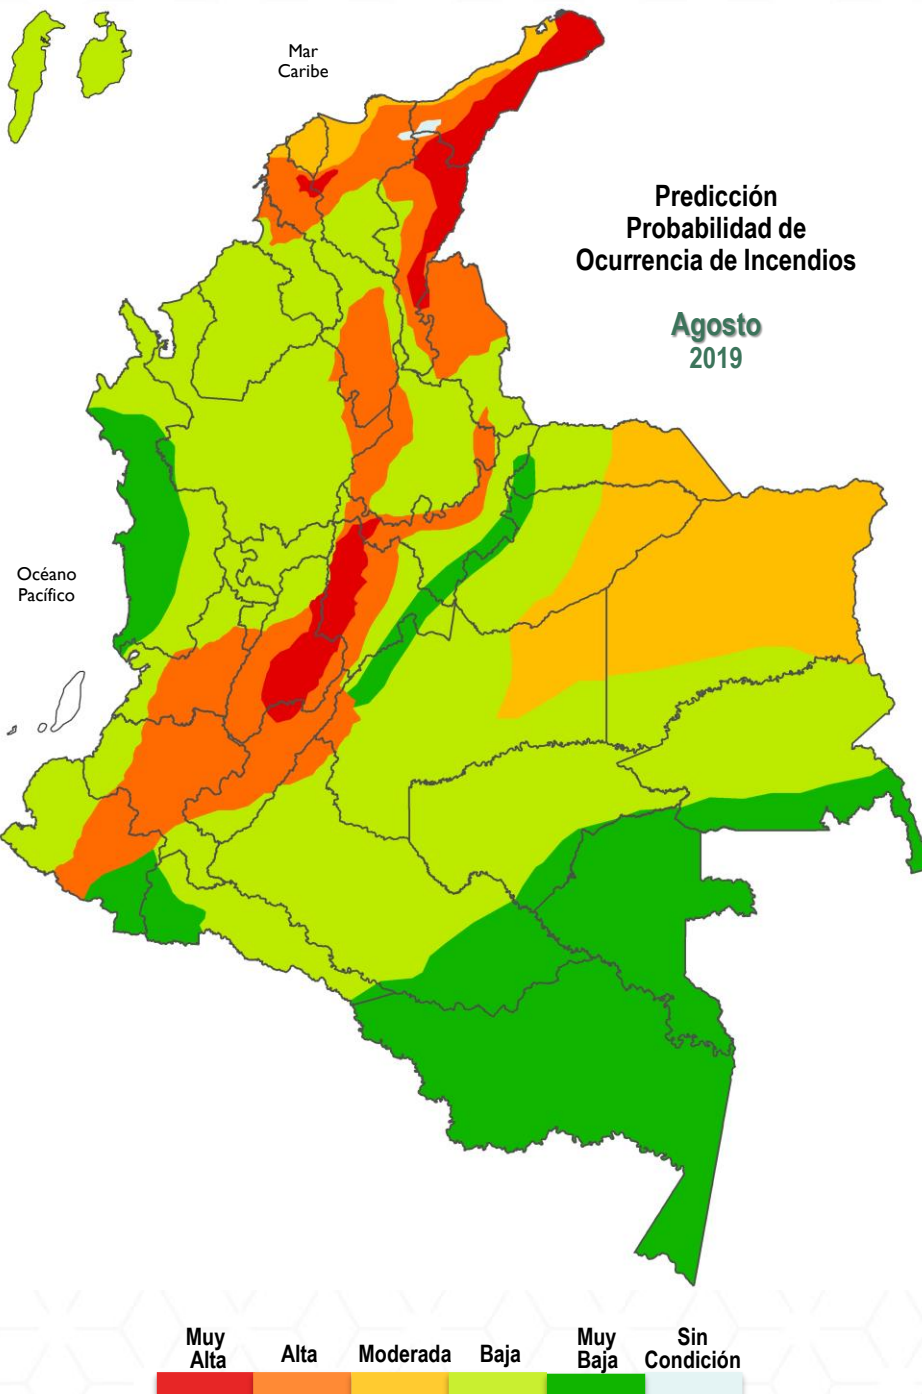 Mar
Caribe
Predicción
Probabilidad de
Ocurrencia de Incendios
Agosto
2019
Océano
Pacífico
Muy
Alta
Alta
Moderada
Baja
Muy
Baja
Sin
Condición